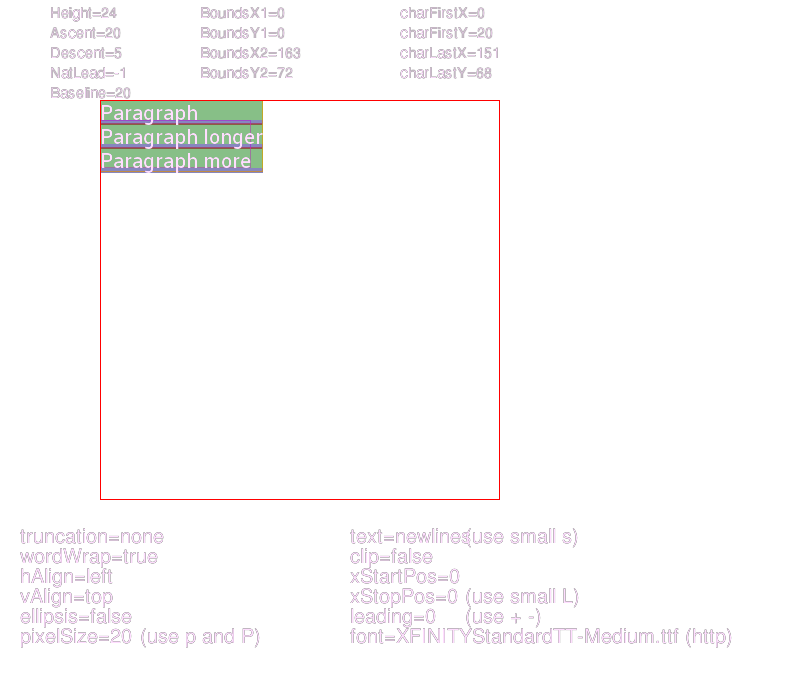 Height=24 BoundsX1=0 charFirstX=0
Ascent=20 BoundsY1=0 charFirstY=20
Descent=5 BoundsX2=163 charLastX=151
NatLead=-1 BoundsY2=72 charLastY=68
Baseline=20
Paragraph
Paragraph longer
Paragraph more
truncation=none text=newlines(use small s)
wordWrap=true clip=false
hAlign=left xStartPos=0
vAlign=top xStopPos=0 (use small L)
ellipsis=false leading=0 (use + -)
pixelSize=20 (use p and P) font=XFINITYStandardTT-Medium.ttf (http)